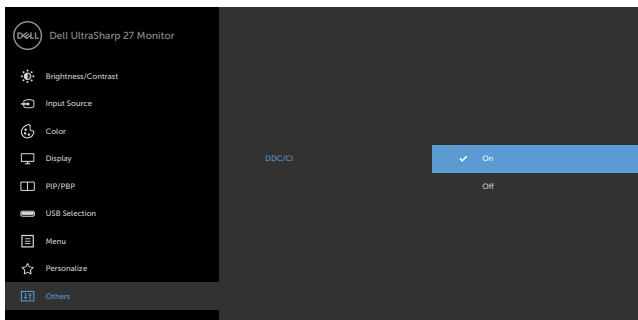 DELL Dell UltraSharp 27 Monitor
Brightness/Contrast
Input Source
Color
Display DDC/CI On
PIP/PBP Off
USB Selection
Menu
Personalize
Others